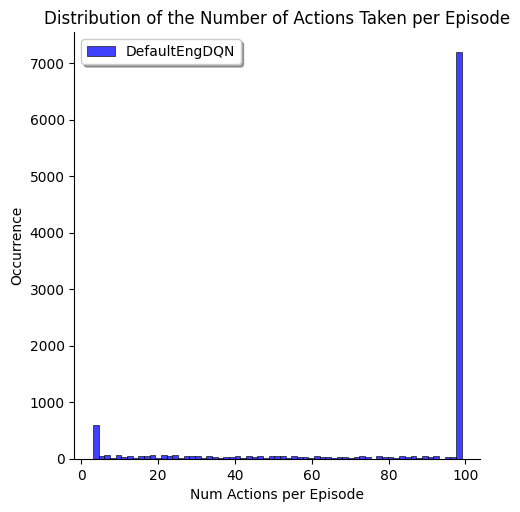 Distribution of the Number of Actions Taken per Episode
DefaultEngDQN
7000
6000
5000
4000
3000
2000
1000
0
Occurrence
0 20 40 60 80 100
Num Actions per Episode